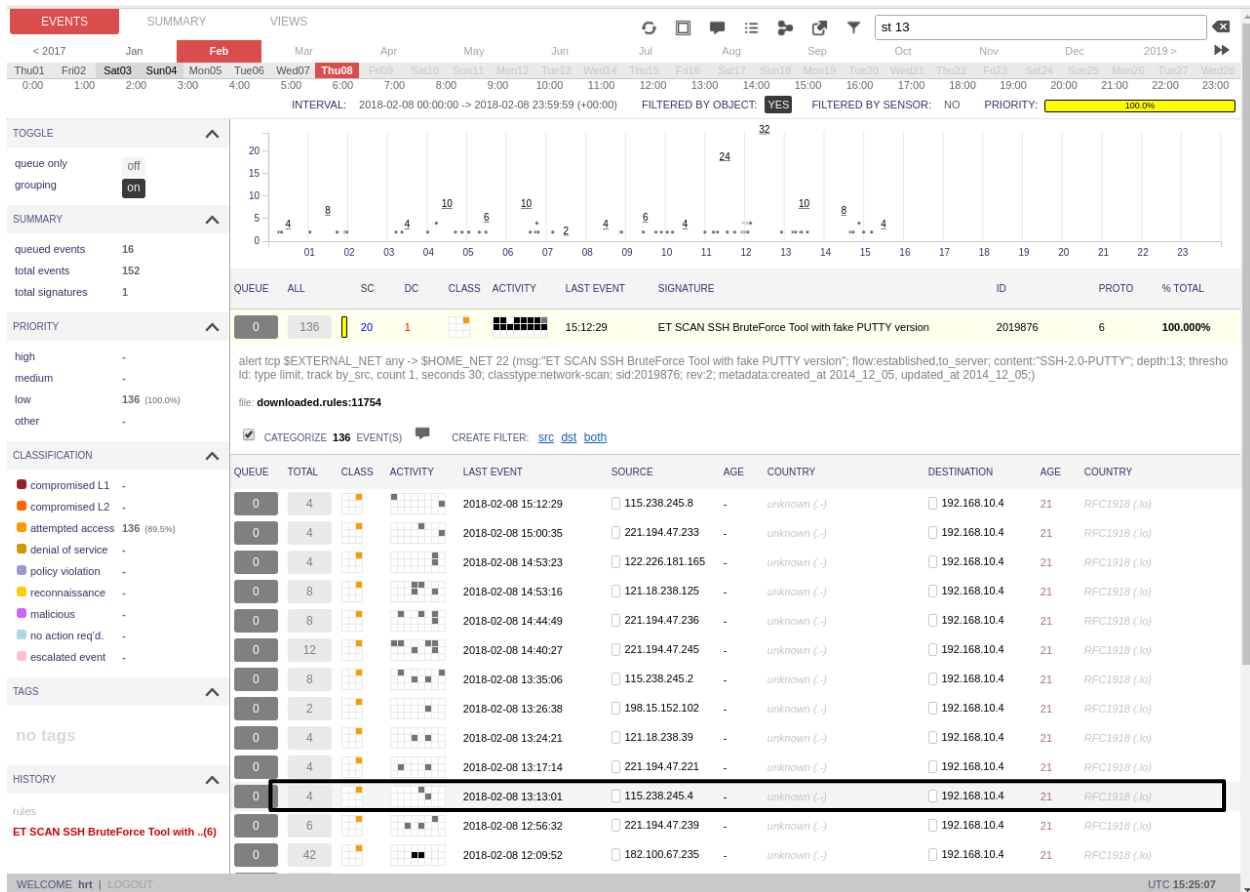 EVENTS SUMMARY VIEWS st 13
< 2017 Jan Feb Mar Apr May Jun Jul Aug Sep Oct Nov Dec 2019 >
Thu01 Fri02 Sat03 Sun04 Mon05 Tue06 Wed07 Thu08 Fri09 Sat10 Sun11 Mon12 Tue13 Wed14 Thu15 Fri16 Sat17 Sun18 Mon19 Tue20 Wed21 Thu22 Fri23 Sat24 Sun25 Mon26 Tue27 Wed28
0:00 1:00 2:00 3:00 4:00 5:00 6:00 7:00 8:00 9:00 10:00 11:00 12:00 13:00 14:00 15:00 16:00 17:00 18:00 19:00 20:00 21:00 22:00 23:00
INTERVAL: 2018-02-08 00:00:00 -> 2018-02-08 23:59:59 (+00:00) FILTERED BY OBJECT: YES FILTERED BY SENSOR: NO PRIORITY: 100.0%
TOGGLE
queue only off
grouping on
SUMMARY
queued events 16
total events 152
total signatures 1
PRIORITY
high -
medium -
low 136 (100.0%)
other -
CLASSIFICATION
compromised L1 -
compromised L2 -
attempted access 136 (89.5%)
denial of service -
policy violation -
reconnaissance -
malicious -
no action req'd. -
escalated event -
TAGS
no tags
HISTORY
rules
ET SCAN SSH BruteForce Tool with ..(6)
32
20 24
15
10 8 10 10 10 8
5 4 4 6 2 4 6 4 4
0
01 02 03 04 05 06 07 08 09 10 11 12 13 14 15 16 17 18 19 20 21 22 23
QUEUE ALL SC DC CLASS ACTIVITY LAST EVENT SIGNATURE ID PROTO % TOTAL
0 136 20 1 15:12:29 ET SCAN SSH BruteForce Tool with fake PUTTY version 2019876 6 100.000%
alert tcp $EXTERNAL_NET any -> $HOME_NET 22 (msg:"ET SCAN SSH BruteForce Tool with fake PUTTY version"; flow:established,to_server; content:"SSH-2.0-PUTTY"; depth:13; thresho
ld: type limit, track by_src, count 1, seconds 30; classtype:network-scan; sid:2019876; rev:2; metadata:created_at 2014_12_05, updated_at 2014_12_05;)
file: downloaded.rules:11754
CATEGORIZE 136 EVENT(S) CREATE FILTER: src dst both
QUEUE TOTAL CLASS ACTIVITY LAST EVENT SOURCE AGE COUNTRY DESTINATION AGE COUNTRY
0 4 2018-02-08 15:12:29 115.238.245.8 - unknown (.-) 192.168.10.4 21 RFC1918 (.lo)
0 4 2018-02-08 15:00:35 221.194.47.233 - unknown (.-) 192.168.10.4 21 RFC1918 (.lo)
0 4 2018-02-08 14:53:23 122.226.181.165 - unknown (.-) 192.168.10.4 21 RFC1918 (.lo)
0 8 2018-02-08 14:53:16 121.18.238.125 - unknown (.-) 192.168.10.4 21 RFC1918 (.lo)
0 8 2018-02-08 14:44:49 221.194.47.236 - unknown (.-) 192.168.10.4 21 RFC1918 (.lo)
0 12 2018-02-08 14:40:27 221.194.47.245 - unknown (.-) 192.168.10.4 21 RFC1918 (.lo)
0 8 2018-02-08 13:35:06 115.238.245.2 - unknown (.-) 192.168.10.4 21 RFC1918 (.lo)
0 2 2018-02-08 13:26:38 198.15.152.102 - unknown (.-) 192.168.10.4 21 RFC1918 (.lo)
0 4 2018-02-08 13:24:21 121.18.238.39 - unknown (.-) 192.168.10.4 21 RFC1918 (.lo)
0 4 2018-02-08 13:17:14 221.194.47.221 - unknown (.-) 192.168.10.4 21 RFC1918 (.lo)
0 4 2018-02-08 13:13:01 115.238.245.4 - unknown (.-) 192.168.10.4 21 RFC1918 (.lo)
0 6 2018-02-08 12:56:32 221.194.47.239 - unknown (.-) 192.168.10.4 21 RFC1918 (.lo)
0 42 2018-02-08 12:09:52 182.100.67.235 - unknown (.-) 192.168.10.4 21 RFC1918 (.lo)
WELCOME hrt | LOGOUT UTC 15:25:07